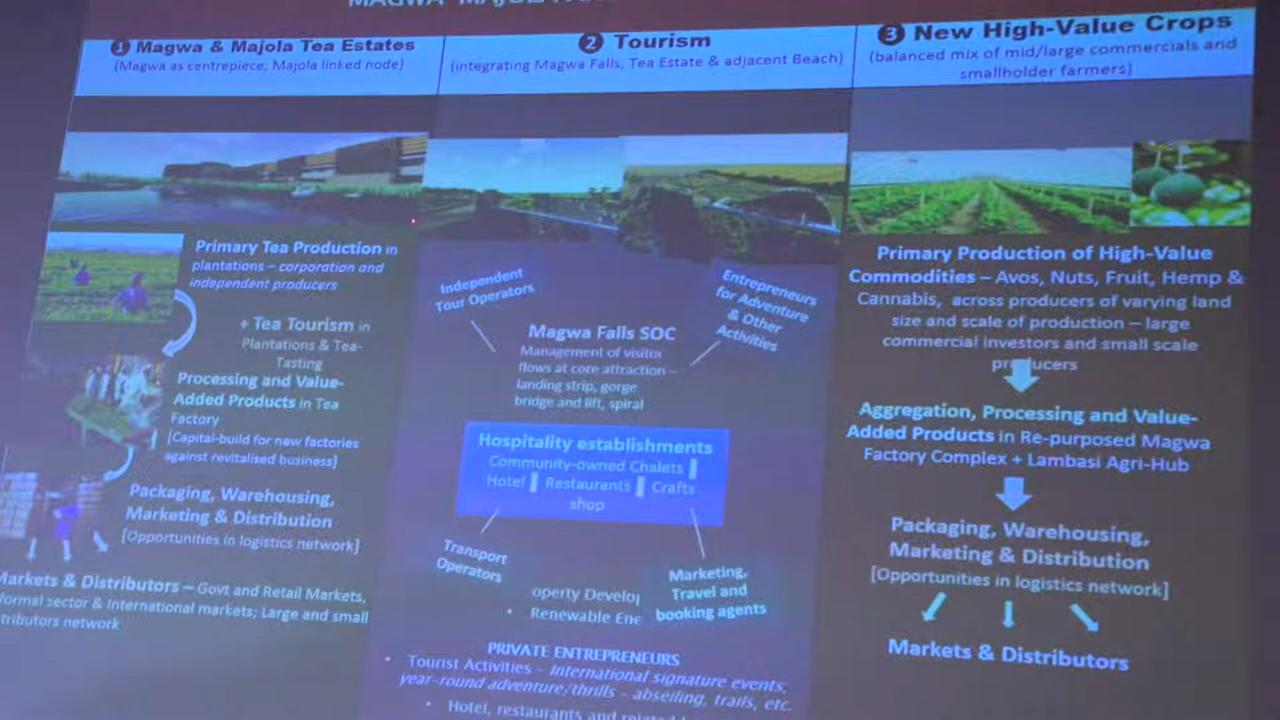 MAGWA MAJOLA
❶ Magwa & Majola Tea Estates
(Magwa as centrepiece; Majola linked node)
Primary Tea Production in
plantations – corporation and
independent producers
+ Tea Tourism in
Plantations & Tea-
Tasting
Processing and Value-
Added Products in Tea
Factory
[Capital-build for new factories
against revitalised business]
Packaging, Warehousing,
Marketing & Distribution
[Opportunities in logistics network]
Markets & Distributors – Govt and Retail Markets,
formal sector & International markets; Large and small
tributors network
❷ Tourism
(integrating Magwa Falls, Tea Estate & adjacent Beach)
Independent
Tour Operators
Entrepreneurs
for Adventure
& Other
Activities
Magwa Falls SOC
Management of visitor
flows at core attraction –
landing strip, gorge
bridge and lift, spiral
Hospitality establishments
Community-owned Chalets ▌
Hotel ▌ Restaurants ▌ Crafts
shop
Transport
Operators
Marketing,
Travel and
booking agents
operty Develop
• Renewable Ene
PRIVATE ENTREPRENEURS
• Tourist Activities – International signature events,
year-round adventure/thrills - abseiling, trails, etc.
• Hotel, restaurants and related
❸ New High-Value Crops
(balanced mix of mid/large commercials and
smallholder farmers)
Primary Production of High-Value
Commodities – Avos, Nuts, Fruit, Hemp &
Cannabis, across producers of varying land
size and scale of production – large
commercial investors and small scale
producers
Aggregation, Processing and Value-
Added Products in Re-purposed Magwa
Factory Complex + Lambasi Agri-Hub
Packaging, Warehousing,
Marketing & Distribution
[Opportunities in logistics network]
Markets & Distributors